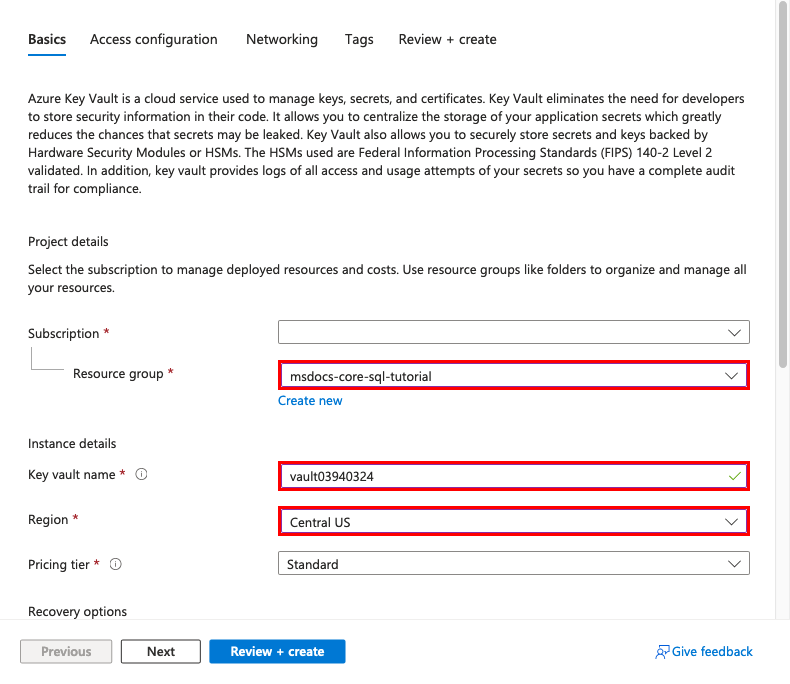 Basics Access configuration Networking Tags Review + create
Azure Key Vault is a cloud service used to manage keys, secrets, and certificates. Key Vault eliminates the need for developers
to store security information in their code. It allows you to centralize the storage of your application secrets which greatly
reduces the chances that secrets may be leaked. Key Vault also allows you to securely store secrets and keys backed by
Hardware Security Modules or HSMs. The HSMs used are Federal Information Processing Standards (FIPS) 140-2 Level 2
validated. In addition, key vault provides logs of all access and usage attempts of your secrets so you have a complete audit
trail for compliance.
Project details
Select the subscription to manage deployed resources and costs. Use resource groups like folders to organize and manage all
your resources.
Subscription *
Resource group * msdocs-core-sql-tutorial
Create new
Instance details
Key vault name * vault03940324
Region * Central US
Pricing tier * Standard
Recovery options
Previous Next Review + create Give feedback